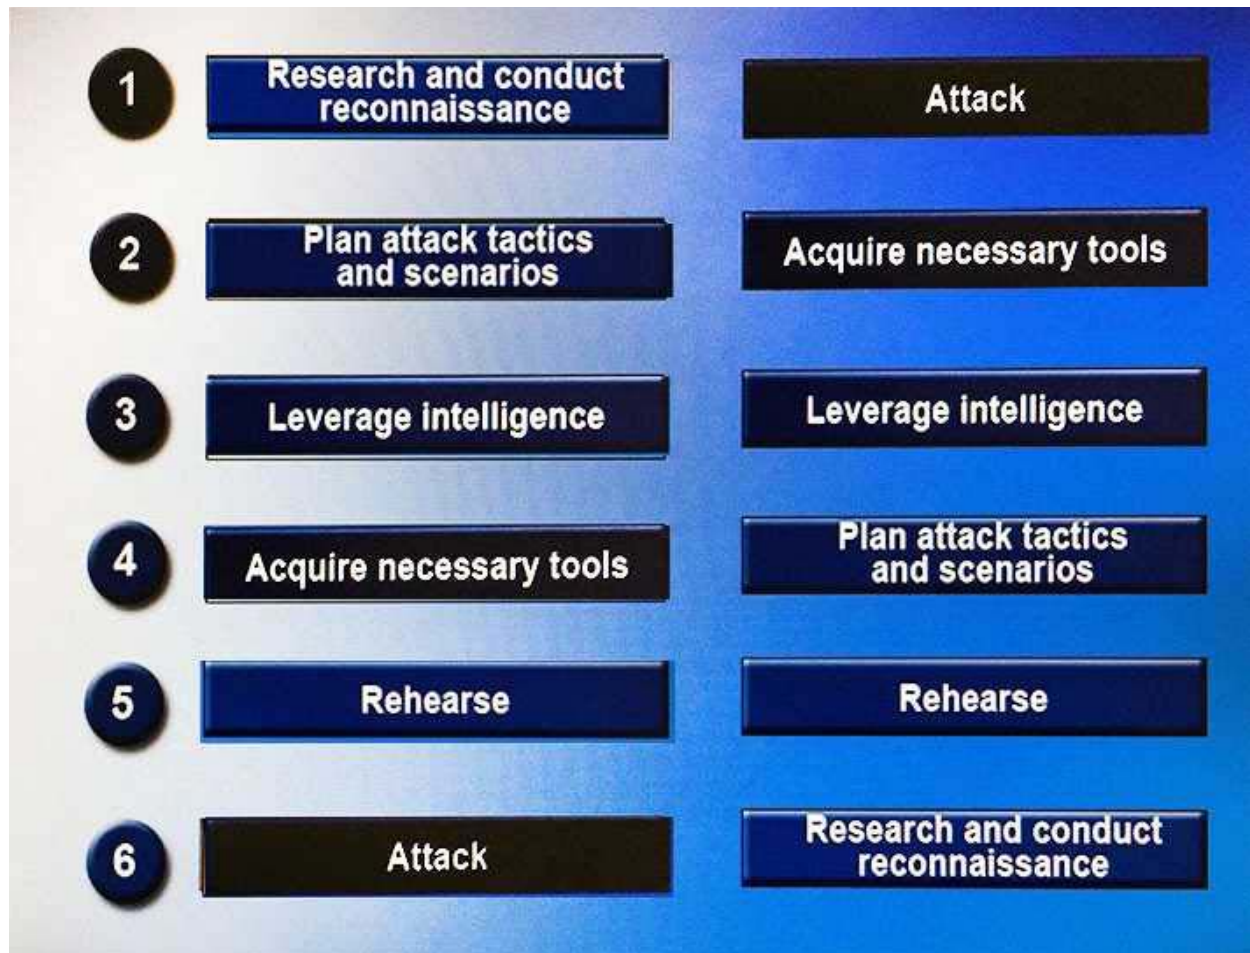 1
Research and conduct
reconnaissance
Attack
2
Plan attack tactics
and scenarios
Acquire necessary tools
3
Leverage intelligence
Leverage intelligence
4
Acquire necessary tools
Plan attack tactics
and scenarios
5
Rehearse
Rehearse
6
Attack
Research and conduct
reconnaissance